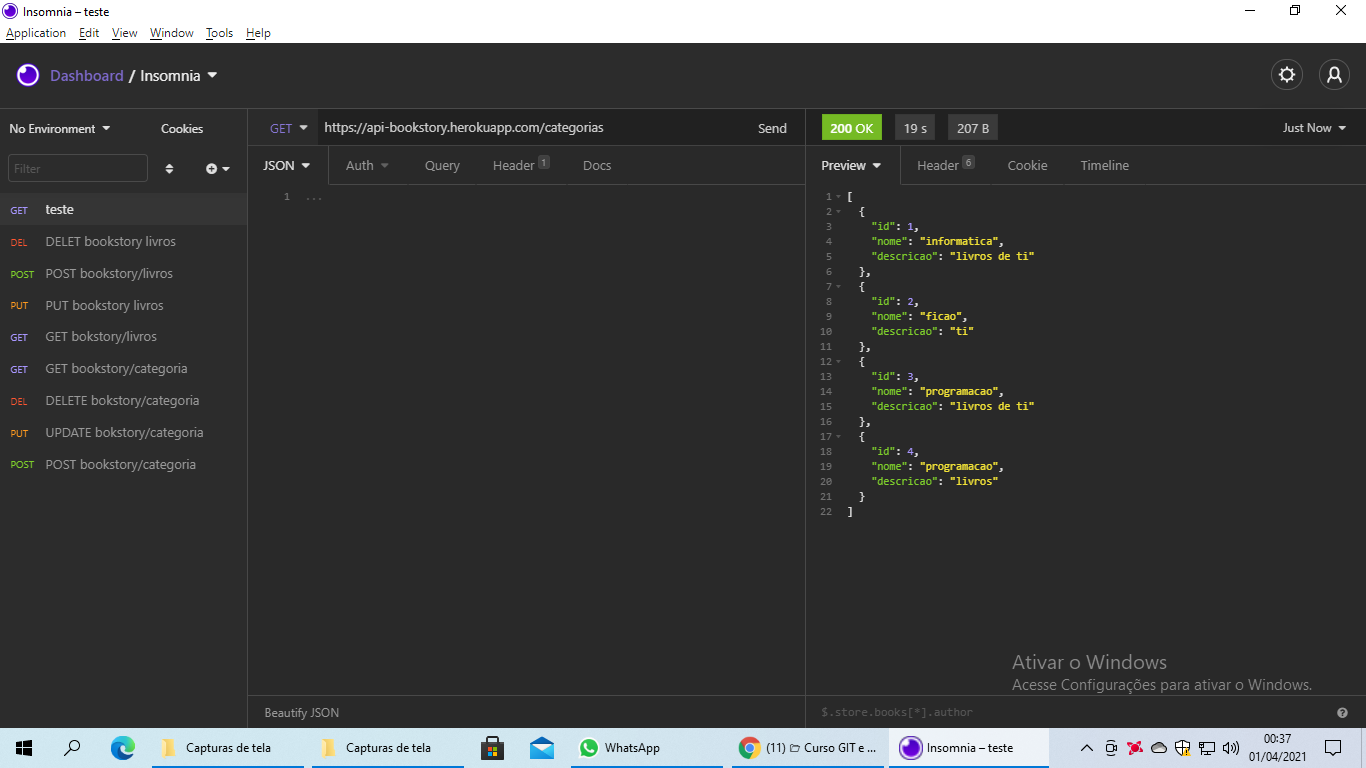 Insomnia – teste
Application Edit View Window Tools Help
Dashboard / Insomnia
No Environment Cookies
Filter
GET teste
DEL DELET bookstory livros
POST POST bookstory/livros
PUT PUT bookstory livros
GET GET bokstory/livros
GET GET bookstory/categoria
DEL DELETE bokstory/categoria
PUT UPDATE bokstory/categoria
POST POST bookstory/categoria
GET https://api-bookstory.herokuapp.com/categorias Send
JSON Auth Query Header 1 Docs
1 ...
Beautify JSON
200 OK 19 s 207 B Just Now
Preview Header 6 Cookie Timeline
1 [
2 {
3 "id": 1,
4 "nome": "informatica",
5 "descricao": "livros de ti"
6 },
7 {
8 "id": 2,
9 "nome": "ficao",
10 "descricao": "ti"
11 },
12 {
13 "id": 3,
14 "nome": "programacao",
15 "descricao": "livros de ti"
16 },
17 {
18 "id": 4,
19 "nome": "programacao",
20 "descricao": "livros"
21 }
22 ]
Ativar o Windows
Acesse Configurações para ativar o Windows.
$.store.books[*].author
Capturas de tela
Capturas de tela
WhatsApp
(11) Curso GIT e ...
Insomnia – teste
00:37
01/04/2021